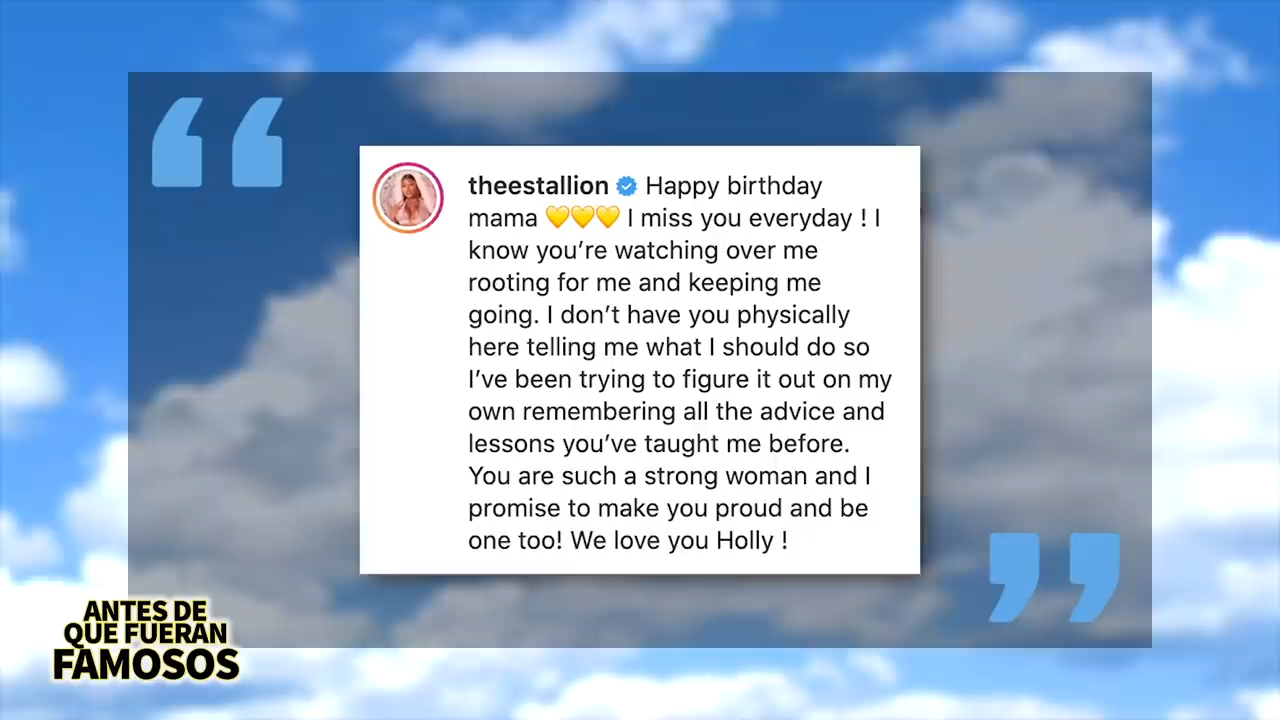 theestallion Happy birthday
mama 💛💛💛 I miss you everyday ! I
know you’re watching over me
rooting for me and keeping me
going. I don’t have you physically
here telling me what I should do so
I’ve been trying to figure it out on my
own remembering all the advice and
lessons you’ve taught me before.
You are such a strong woman and I
promise to make you proud and be
one too! We love you Holly !
ANTES DE
QUE FUERAN
FAMOSOS